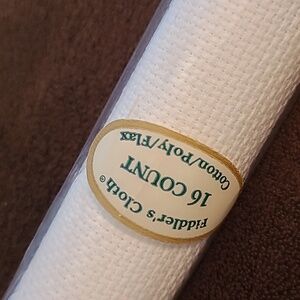 Fiddler's Cloth®
16 COUNT
Cotton/Poly/Flax